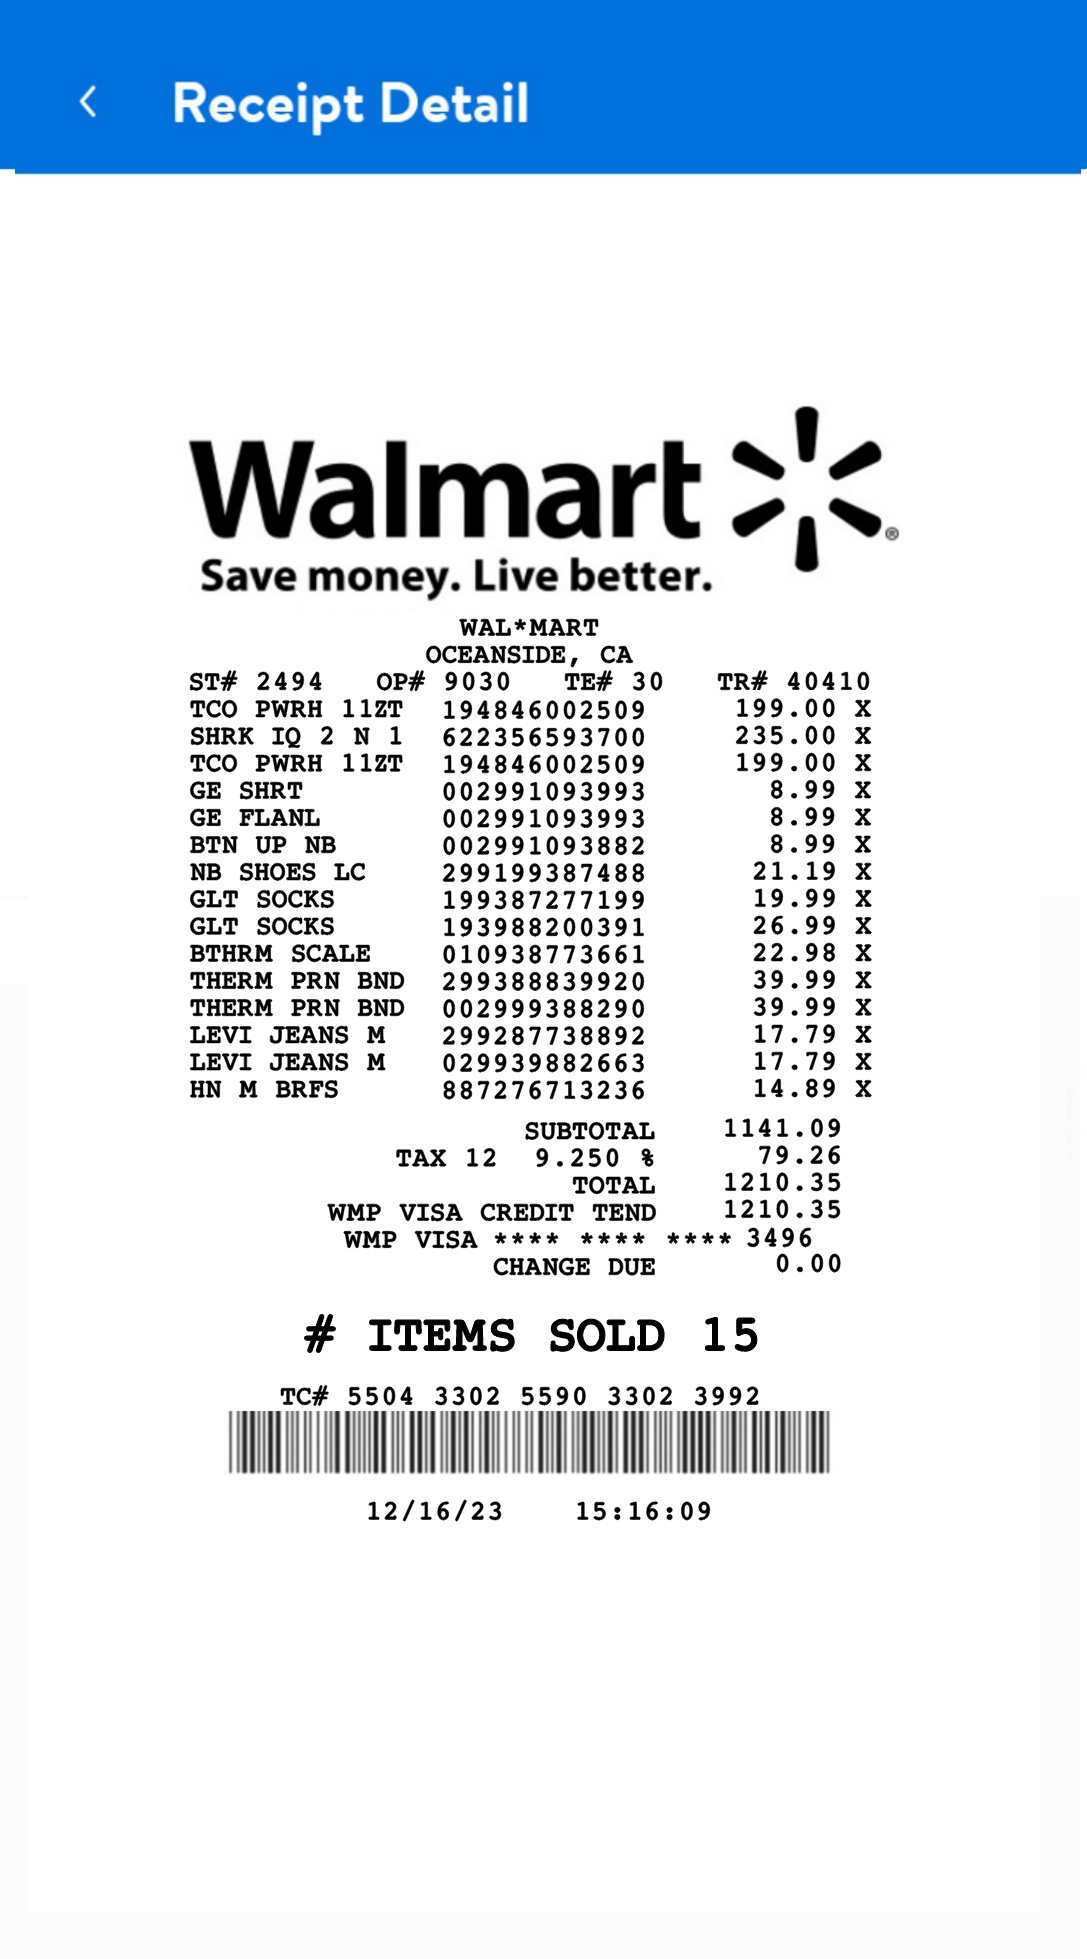 Receipt Detail
Walmart ®
Save money. Live better.
WAL*MART
OCEANSIDE, CA
ST# 2494 OP# 9030 TE# 30 TR# 40410
TCO PWRH 11ZT 194846002509 199.00 X
SHRK IQ 2 N 1 622356593700 235.00 X
TCO PWRH 11ZT 194846002509 199.00 X
GE SHRT 002991093993 8.99 X
GE FLANL 002991093993 8.99 X
BTN UP NB 002991093882 8.99 X
NB SHOES LC 299199387488 21.19 X
GLT SOCKS 199387277199 19.99 X
GLT SOCKS 193988200391 26.99 X
BTHRM SCALE 010938773661 22.98 X
THERM PRN BND 299388839920 39.99 X
THERM PRN BND 002999388290 39.99 X
LEVI JEANS M 299287738892 17.79 X
LEVI JEANS M 029939882663 17.79 X
HN M BRFS 887276713236 14.89 X
SUBTOTAL 1141.09
TAX 12 9.250 % 79.26
TOTAL 1210.35
WMP VISA CREDIT TEND 1210.35
WMP VISA **** **** **** 3496
CHANGE DUE 0.00
# ITEMS SOLD 15
TC# 5504 3302 5590 3302 3992
12/16/23 15:16:09